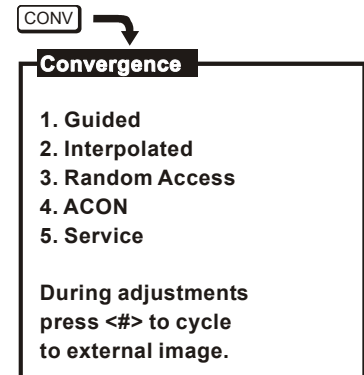 CONV
Convergence
1. Guided
2. Interpolated
3. Random Access
4. ACON
5. Service
During adjustments
press <#> to cycle
to external image.